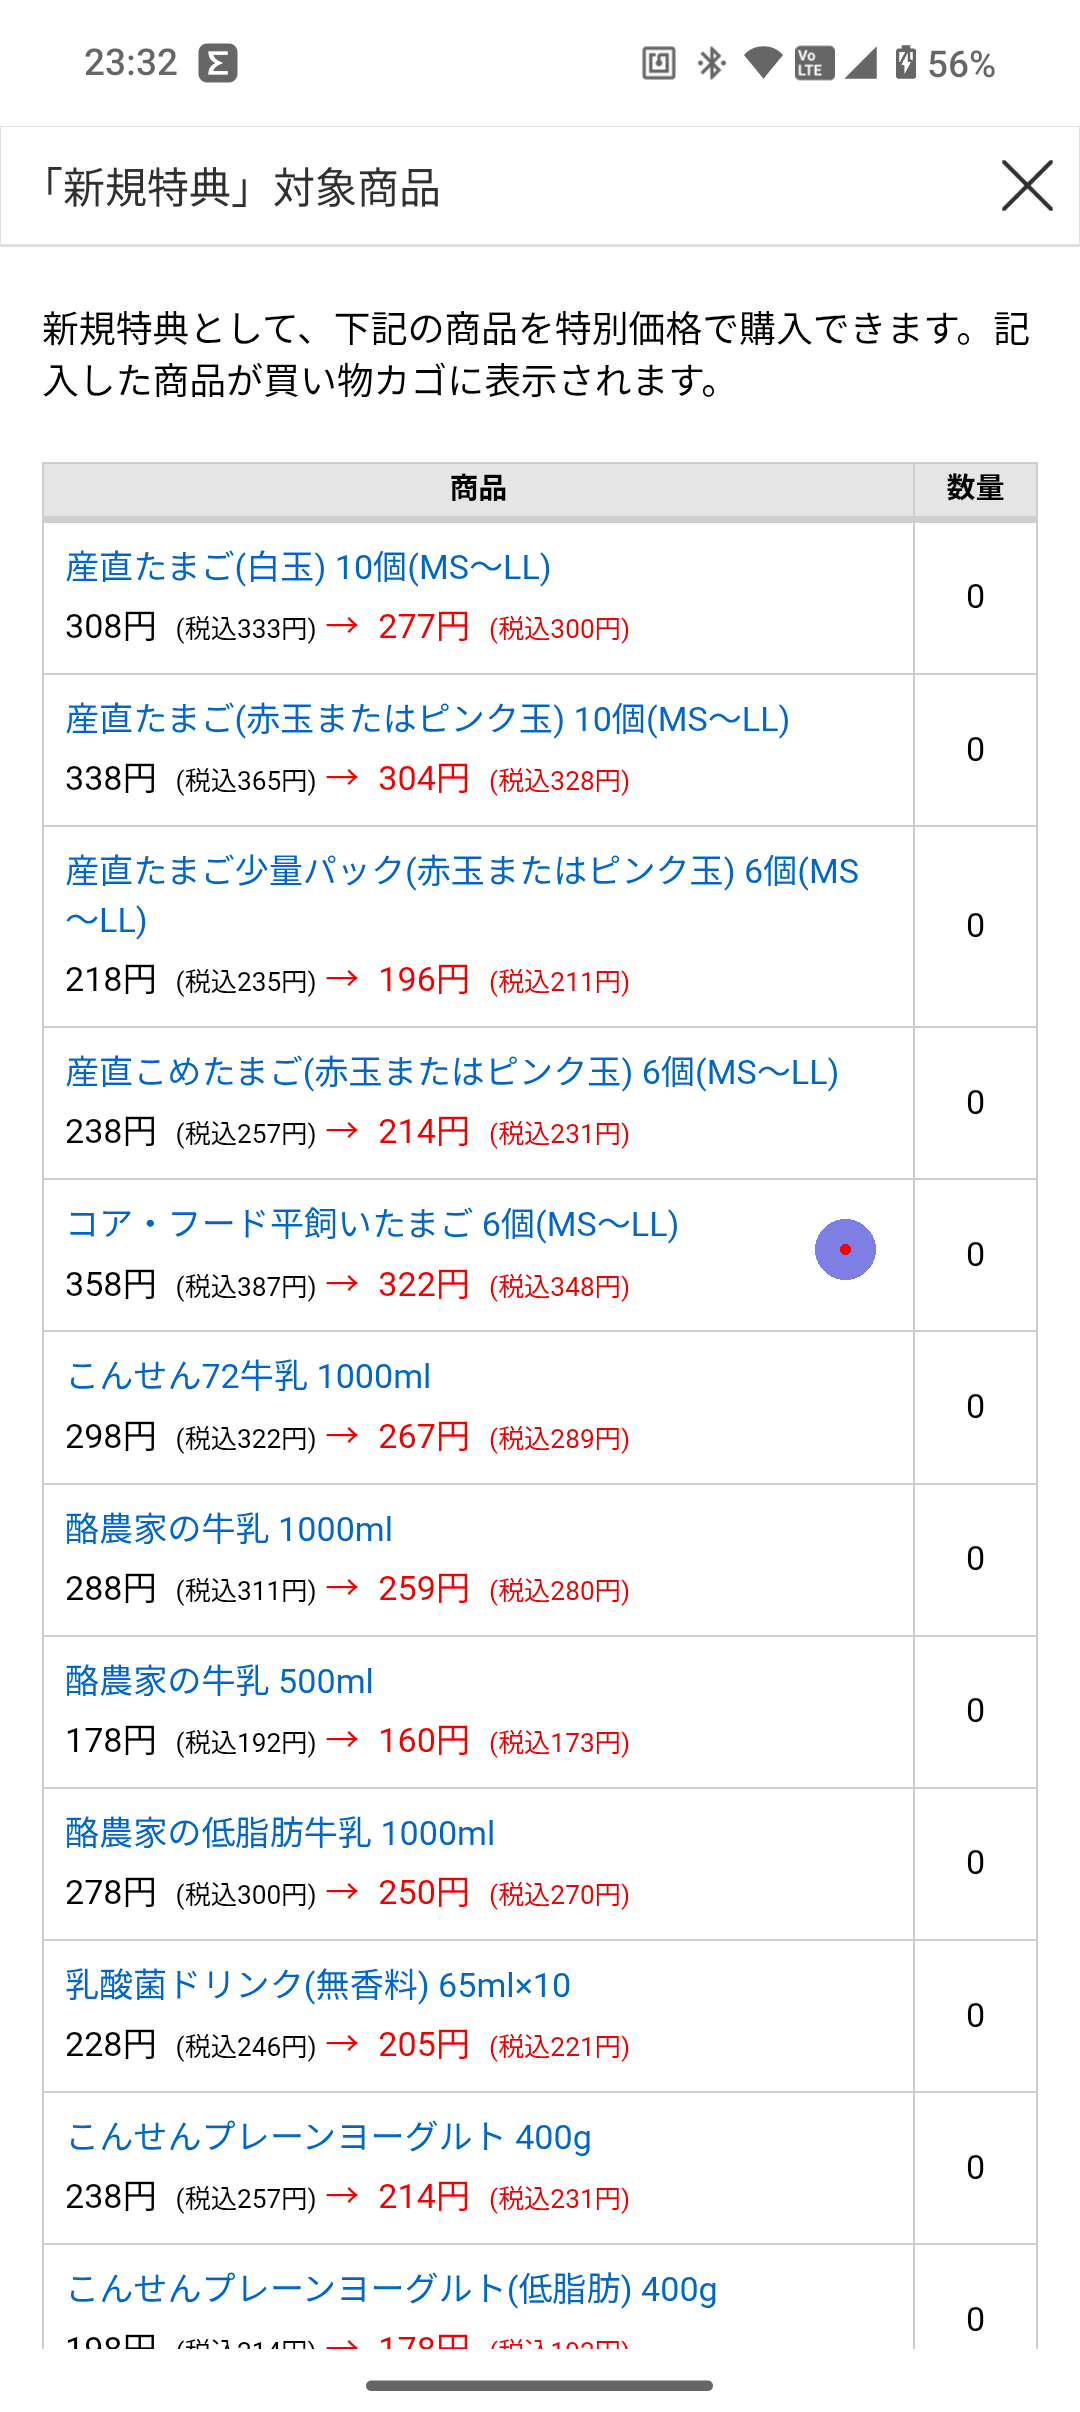 23:32
Vo LTE
56%
「新規特典」対象商品
新規特典として、下記の商品を特別価格で購入できます。記
入した商品が買い物カゴに表示されます。
商品 数量
産直たまご(白玉) 10個(MS〜LL)
308円 (税込333円) → 277円 (税込300円)
0
産直たまご(赤玉またはピンク玉) 10個(MS〜LL)
338円 (税込365円) → 304円 (税込328円)
0
産直たまご少量パック(赤玉またはピンク玉) 6個(MS
〜LL)
218円 (税込235円) → 196円 (税込211円)
0
産直こめたまご(赤玉またはピンク玉) 6個(MS〜LL)
238円 (税込257円) → 214円 (税込231円)
0
コア・フード平飼いたまご 6個(MS〜LL)
358円 (税込387円) → 322円 (税込348円)
0
こんせん72牛乳 1000ml
298円 (税込322円) → 267円 (税込289円)
0
酪農家の牛乳 1000ml
288円 (税込311円) → 259円 (税込280円)
0
酪農家の牛乳 500ml
178円 (税込192円) → 160円 (税込173円)
0
酪農家の低脂肪牛乳 1000ml
278円 (税込300円) → 250円 (税込270円)
0
乳酸菌ドリンク(無香料) 65ml×10
228円 (税込246円) → 205円 (税込221円)
0
こんせんプレーンヨーグルト 400g
238円 (税込257円) → 214円 (税込231円)
0
こんせんプレーンヨーグルト(低脂肪) 400g
198円 (税込214円) → 178円 (税込192円)
0